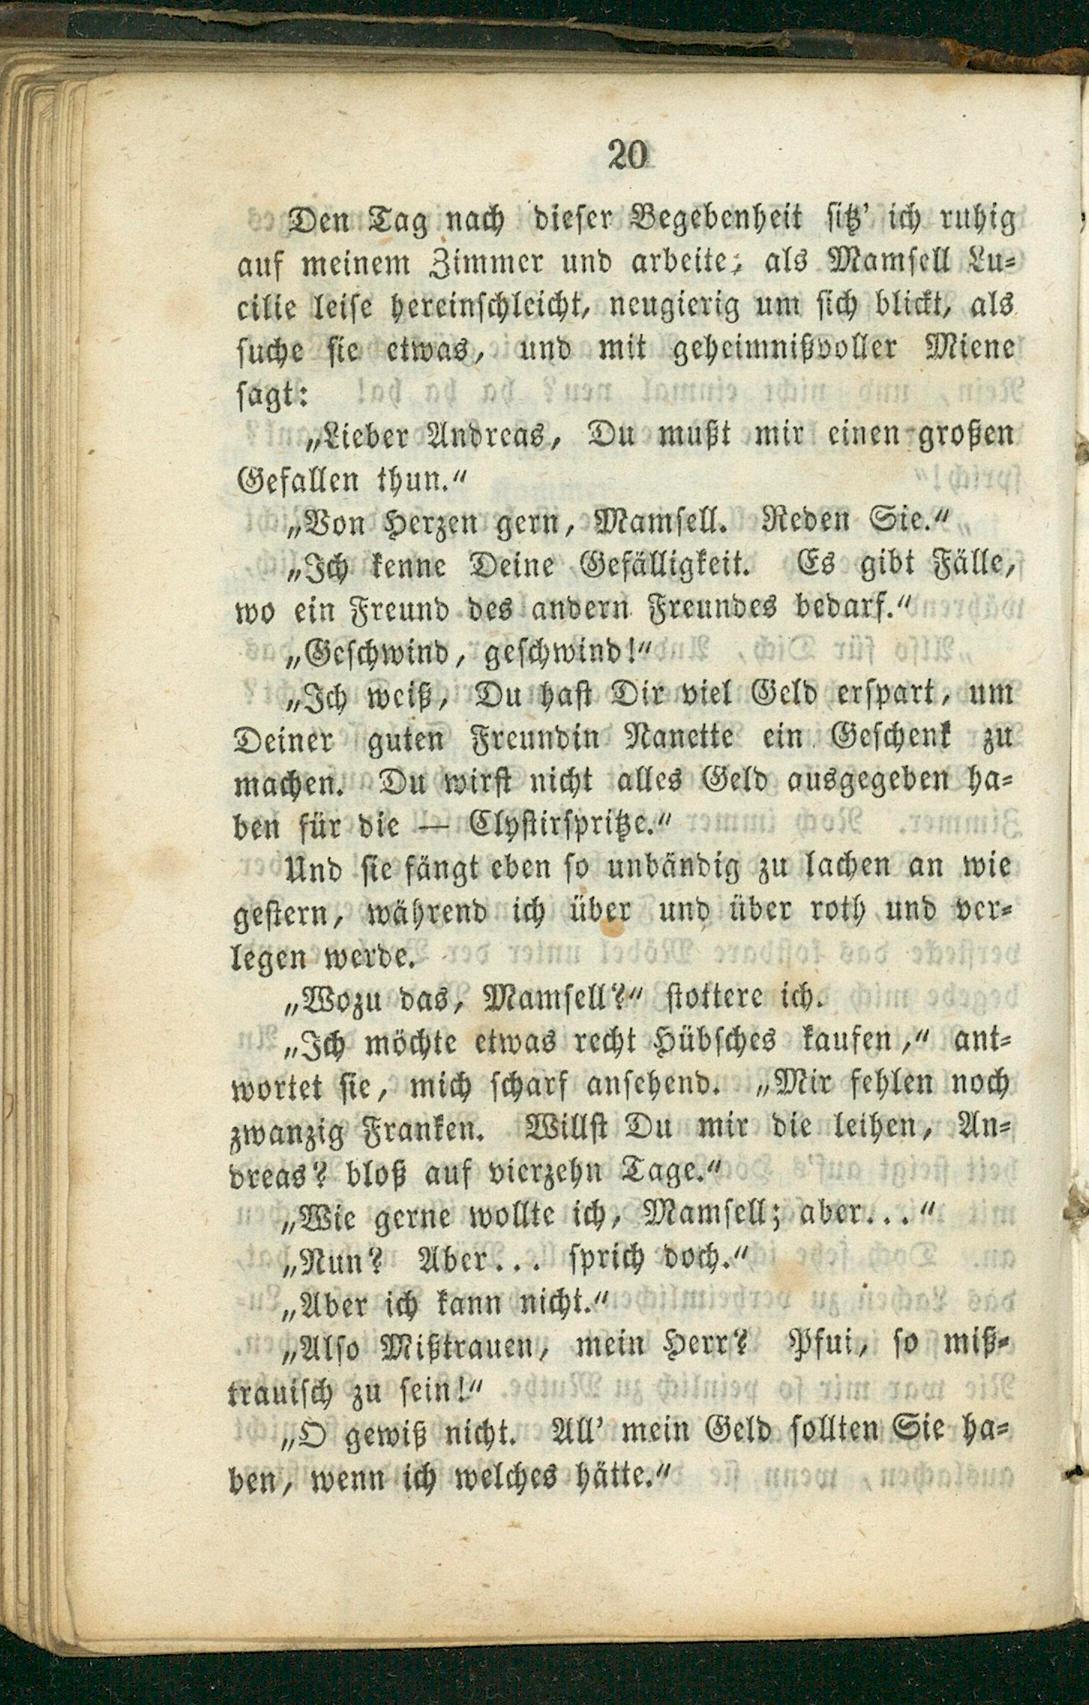 20
Den Tag nach dieser Begebenheit sitz' ich ruhig
auf meinem Zimmer und arbeite; als Mamsell Lu-
cilie leise hereinschleicht, neugierig um sich blickt, als
suche sie etwas, und mit geheimnißvoller Miene
sagt:
„Lieber Andreas, Du mußt mir einen großen
Gefallen thun.“
„Von Herzen gern, Mamsell. Reden Sie.“
„Ich kenne Deine Gefälligkeit. Es gibt Fälle,
wo ein Freund des andern Freundes bedarf.“
„Geschwind, geschwind!“
„Ich weiß, Du hast Dir viel Geld erspart, um
Deiner guten Freundin Nanette ein Geschenk zu
machen. Du wirst nicht alles Geld ausgegeben ha-
ben für die — Clystirspritze.“
Und sie fängt eben so unbändig zu lachen an wie
gestern, während ich über und über roth und ver-
legen werde.
„Wozu das, Mamsell?“ stottere ich.
„Ich möchte etwas recht Hübsches kaufen,“ ant-
wortet sie, mich scharf ansehend. „Mir fehlen noch
zwanzig Franken. Willst Du mir die leihen, An-
dreas? bloß auf vierzehn Tage.“
„Wie gerne wollte ich, Mamsell; aber...“
„Nun? Aber... sprich doch.“
„Aber ich kann nicht.“
„Also Mißtrauen, mein Herr? Pfui, so miß-
trauisch zu sein!“
„O gewiß nicht. All' mein Geld sollten Sie ha-
ben, wenn ich welches hätte.“